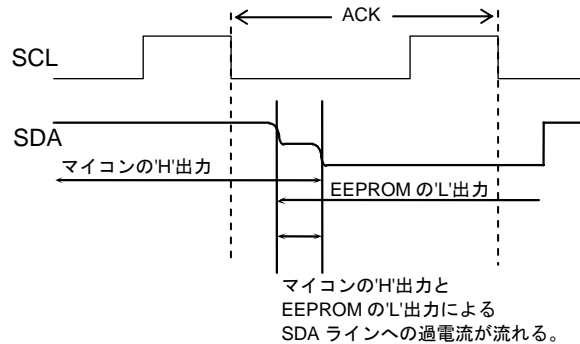 ACK
SCL
SDA
マイコンの'H'出力
EEPROM の'L'出力
マイコンの'H'出力と
EEPROM の'L'出力による
SDA ラインへの過電流が流れる。